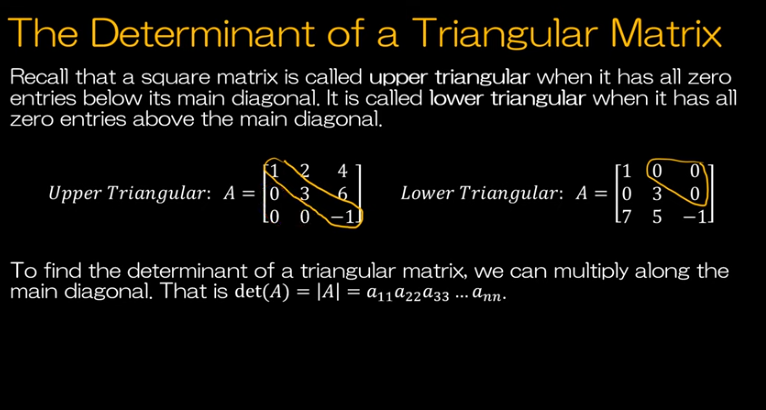 The Determinant of a Triangular Matrix
Recall that a square matrix is called upper triangular when it has all zero
entries below its main diagonal. It is called lower triangular when it has all
zero entries above the main diagonal.
Upper Triangular: A = [1 2 4
0 3 6
0 0 −1]
Lower Triangular: A = [1 0 0
0 3 0
7 5 −1]
To find the determinant of a triangular matrix, we can multiply along the
main diagonal. That is det(A) = |A| = a₁₁a₂₂a₃₃ … aₙₙ.